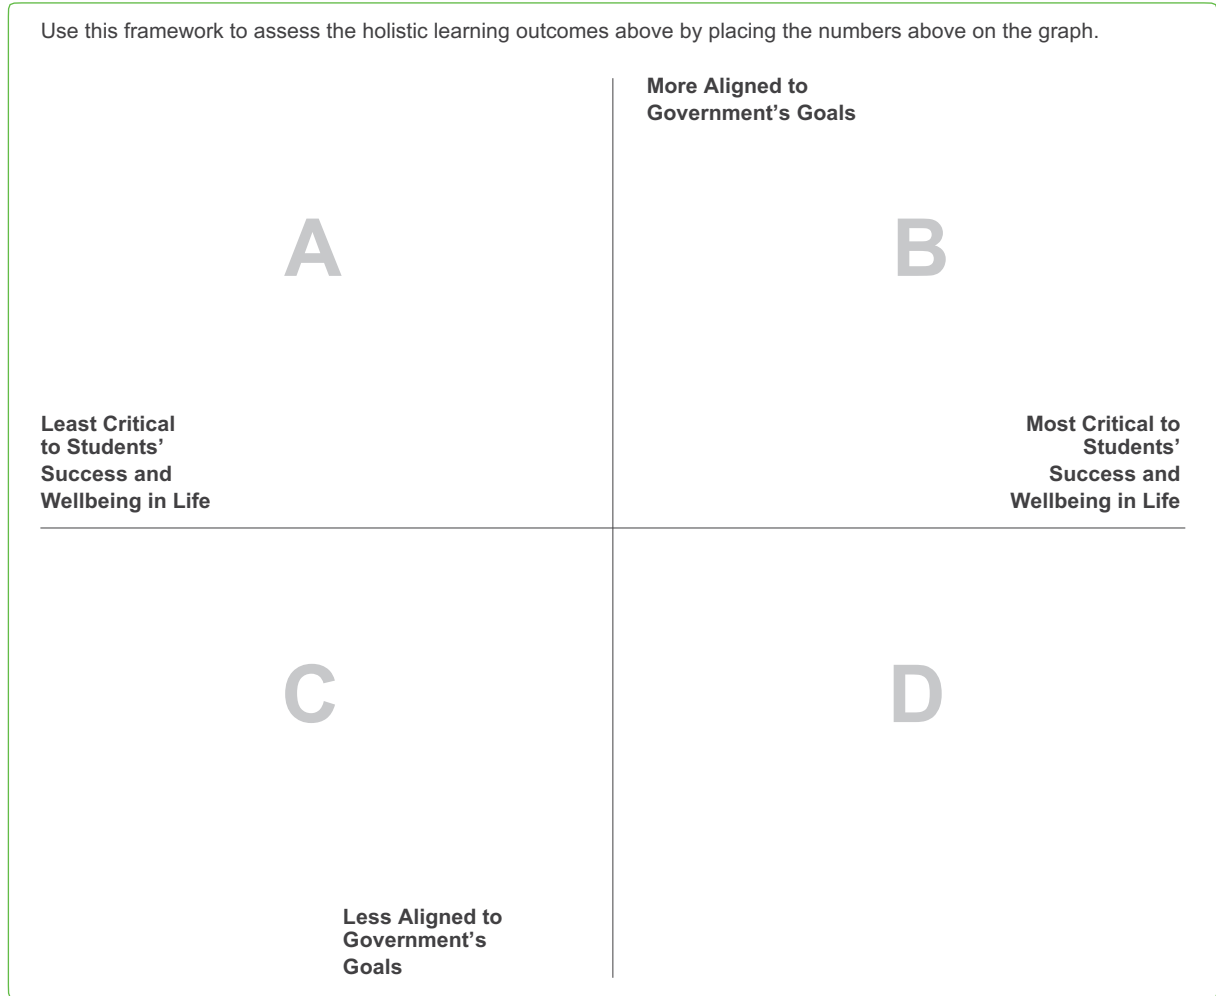 Use this framework to assess the holistic learning outcomes above by placing the numbers above on the graph.
More Aligned to
Government’s Goals
A
B
Least Critical
to Students’
Success and
Wellbeing in Life
Most Critical to
Students’
Success and
Wellbeing in Life
C
D
Less Aligned to
Government’s
Goals